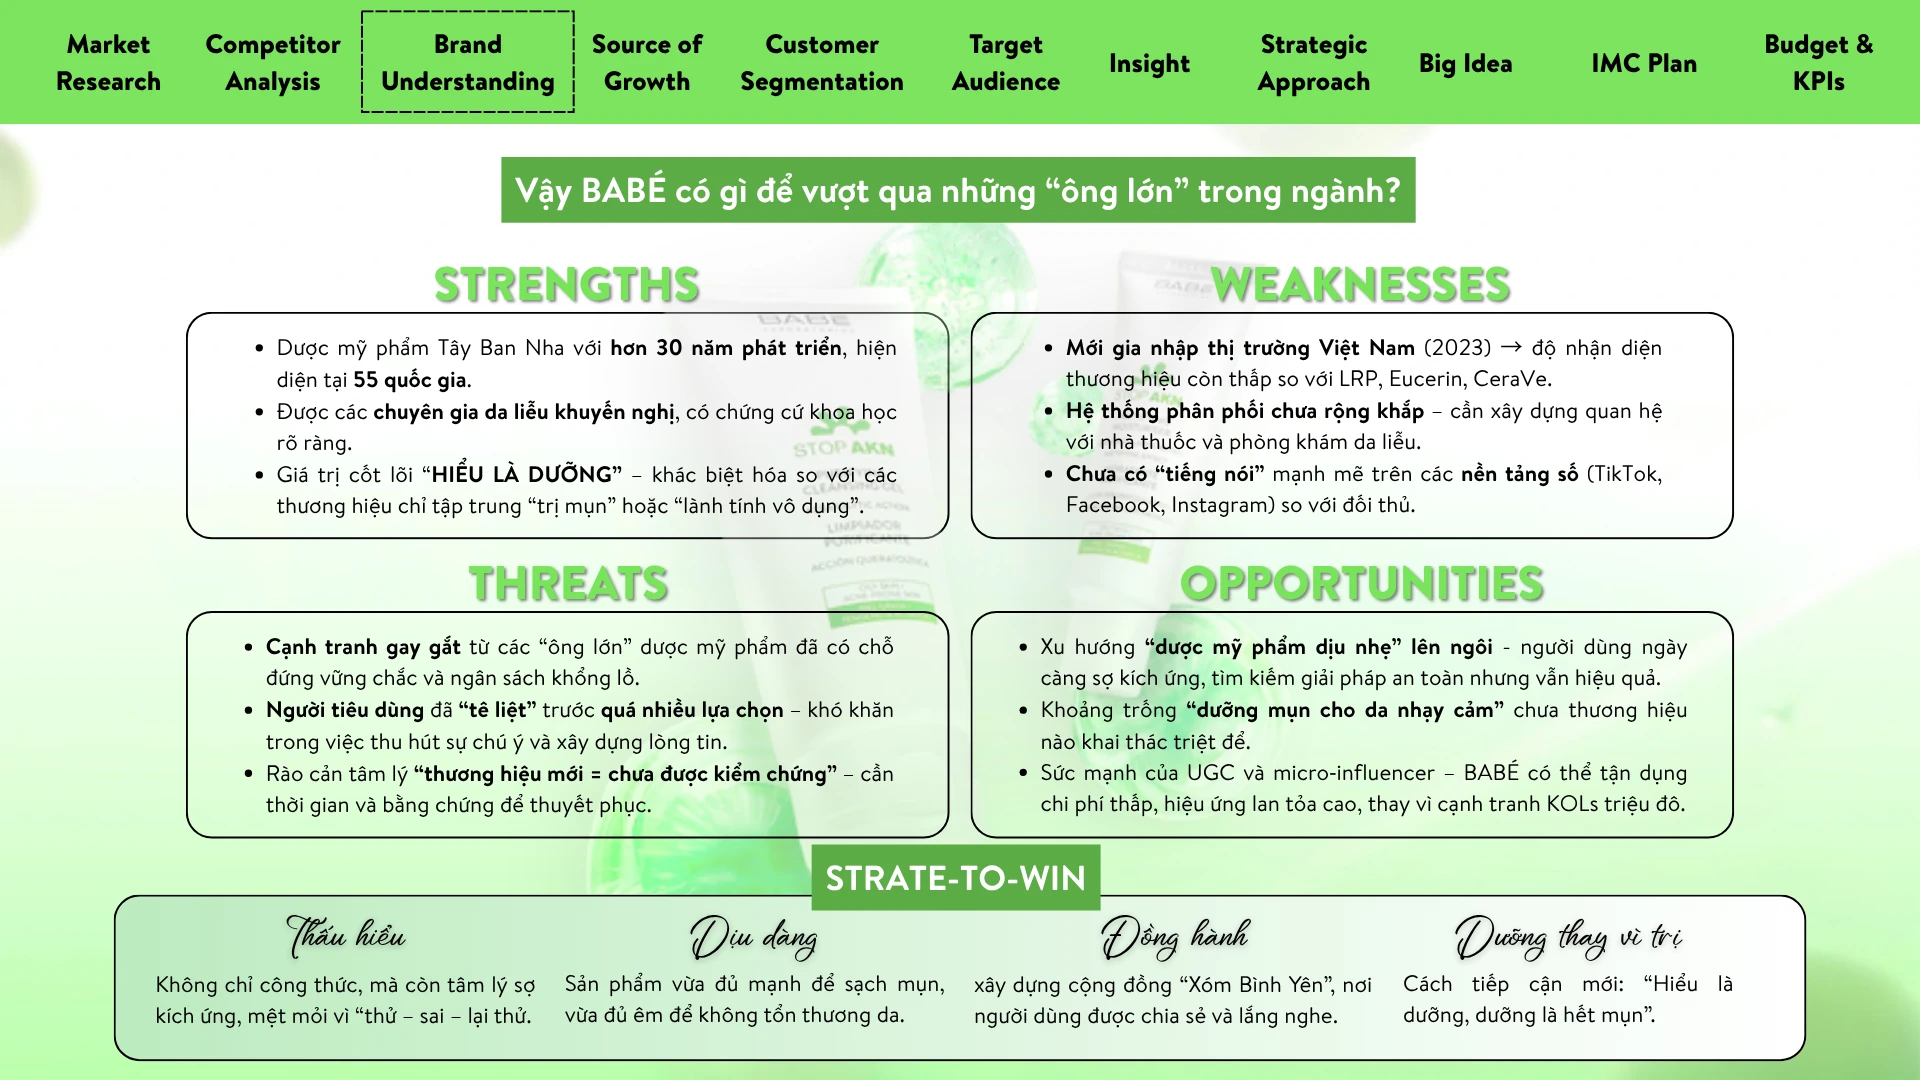 Market
Research
Competitor
Analysis
Brand
Understanding
Source of
Growth
Customer
Segmentation
Target
Audience
Insight
Strategic
Approach
Big Idea
IMC Plan
Budget &
KPIs
Vậy BABÉ có gì để vượt qua những “ông lớn” trong ngành?
STRENGTHS
• Dược mỹ phẩm Tây Ban Nha với hơn 30 năm phát triển, hiện
diện tại 55 quốc gia.
• Được các chuyên gia da liễu khuyến nghị, có chứng cứ khoa học
rõ ràng.
• Giá trị cốt lõi “HIỂU LÀ DƯỠNG” – khác biệt hóa so với các
thương hiệu chỉ tập trung “trị mụn” hoặc “lành tính vô dụng”.
WEAKNESSES
• Mới gia nhập thị trường Việt Nam (2023) → độ nhận diện
thương hiệu còn thấp so với LRP, Eucerin, CeraVe.
• Hệ thống phân phối chưa rộng khắp – cần xây dựng quan hệ
với nhà thuốc và phòng khám da liễu.
• Chưa có “tiếng nói” mạnh mẽ trên các nền tảng số (TikTok,
Facebook, Instagram) so với đối thủ.
THREATS
• Cạnh tranh gay gắt từ các “ông lớn” dược mỹ phẩm đã có chỗ
đứng vững chắc và ngân sách khổng lồ.
• Người tiêu dùng đã “tê liệt” trước quá nhiều lựa chọn – khó khăn
trong việc thu hút sự chú ý và xây dựng lòng tin.
• Rào cản tâm lý “thương hiệu mới = chưa được kiểm chứng” – cần
thời gian và bằng chứng để thuyết phục.
OPPORTUNITIES
• Xu hướng “dược mỹ phẩm dịu nhẹ” lên ngôi - người dùng ngày
càng sợ kích ứng, tìm kiếm giải pháp an toàn nhưng vẫn hiệu quả.
• Khoảng trống “dưỡng mụn cho da nhạy cảm” chưa thương hiệu
nào khai thác triệt để.
• Sức mạnh của UGC và micro-influencer – BABÉ có thể tận dụng
chi phí thấp, hiệu ứng lan tỏa cao, thay vì cạnh tranh KOLs triệu đô.
BABÉ
STOP AKN
CLEANSING GEL
LIMPIADOR
PURIFICANTE
ACCIÓN QUERATOLÍTICA
BABÉ
STOP AKN
STRATE-TO-WIN
Thấu hiểu
Không chỉ công thức, mà còn tâm lý sợ
kích ứng, mệt mỏi vì “thử – sai – lại thử.
Dịu dàng
Sản phẩm vừa đủ mạnh để sạch mụn,
vừa đủ êm để không tổn thương da.
Đồng hành
xây dựng cộng đồng “Xóm Bình Yên”, nơi
người dùng được chia sẻ và lắng nghe.
Dưỡng thay vì trị
Cách tiếp cận mới: “Hiểu là
dưỡng, dưỡng là hết mụn”.